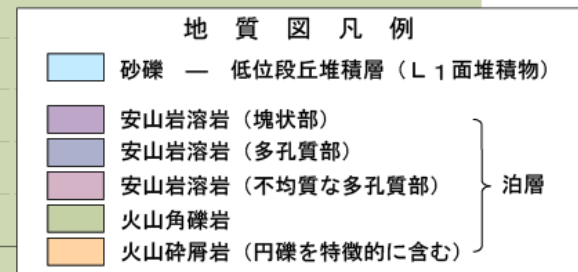 地質図凡例
砂礫 ― 低位段丘堆積層（Ｌ１面堆積物）
安山岩溶岩（塊状部）
安山岩溶岩（多孔質部）
安山岩溶岩（不均質な多孔質部）
泊層
火山角礫岩
火山砕屑岩（円礫を特徴的に含む）